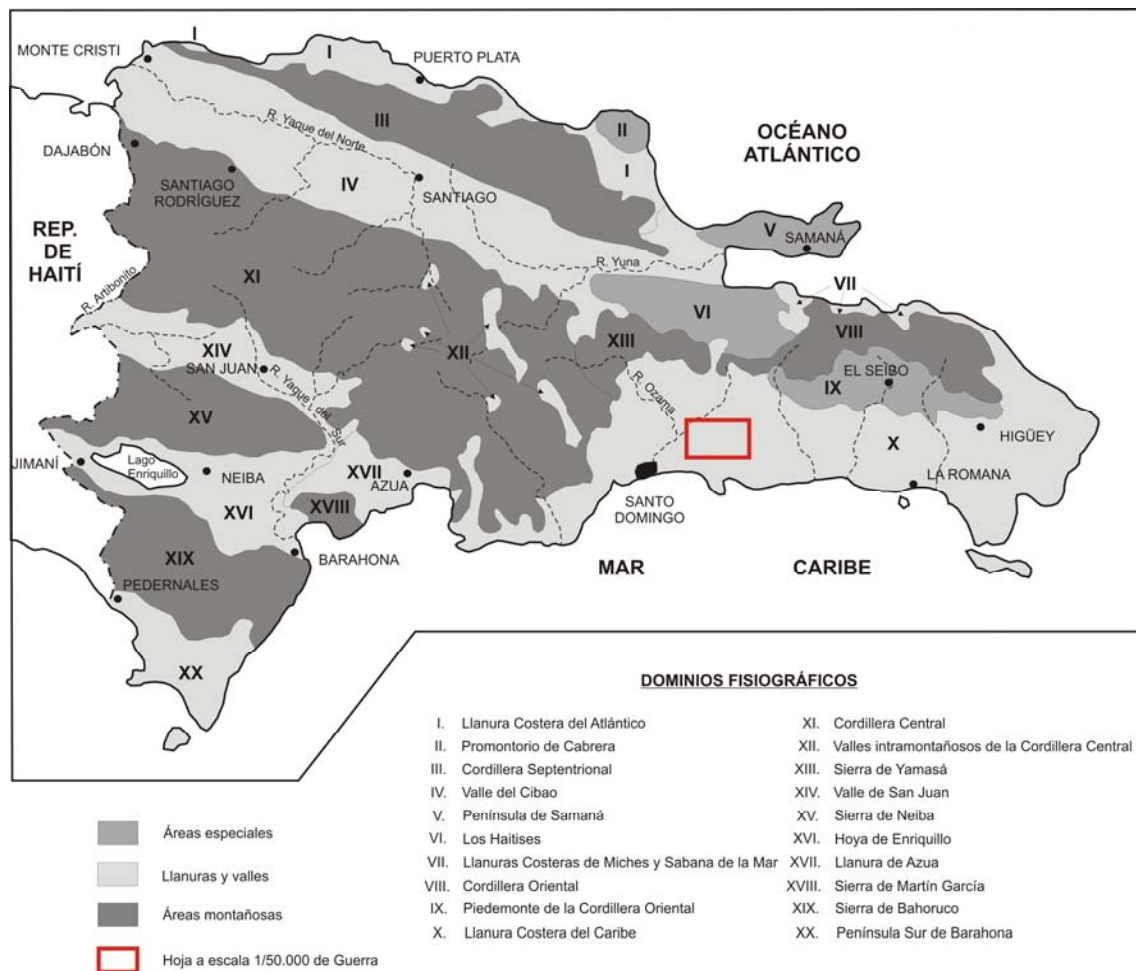 I
I
MONTE CRISTI
PUERTO PLATA
III
II
OCÉANO
ATLÁNTICO
R. Yaque del Norte
I
DAJABÓN
SANTIAGO
RODRÍGUEZ
IV
SANTIAGO
REP.
DE
HAITÍ
V
SAMANÁ
R. Yuna
XI
VII
R. Artibonito
VI
VIII
XIII
XII
XIV
SAN JUAN
EL SEÍBO
IX
R. Yaque del Sur
R. Ozama
XV
X
HIGÜEY
JIMANÍ
Lago
Enriquillo
NEIBA
XVII
AZUA
LA ROMANA
SANTO
DOMINGO
XVI
XVIII
XIX
BARAHONA
MAR
CARIBE
PEDERNALES
XX
DOMINIOS FISIOGRÁFICOS
I. Llanura Costera del Atlántico
II. Promontorio de Cabrera
III. Cordillera Septentrional
IV. Valle del Cibao
V. Península de Samaná
VI. Los Haitises
VII. Llanuras Costeras de Miches y Sabana de la Mar
VIII. Cordillera Oriental
IX. Piedemonte de la Cordillera Oriental
X. Llanura Costera del Caribe
XI. Cordillera Central
XII. Valles intramontañosos de la Cordillera Central
XIII. Sierra de Yamasá
XIV. Valle de San Juan
XV. Sierra de Neiba
XVI. Hoya de Enriquillo
XVII. Llanura de Azua
XVIII. Sierra de Martín García
XIX. Sierra de Bahoruco
XX. Península Sur de Barahona
Áreas especiales
Llanuras y valles
Áreas montañosas
Hoja a escala 1/50.000 de Guerra